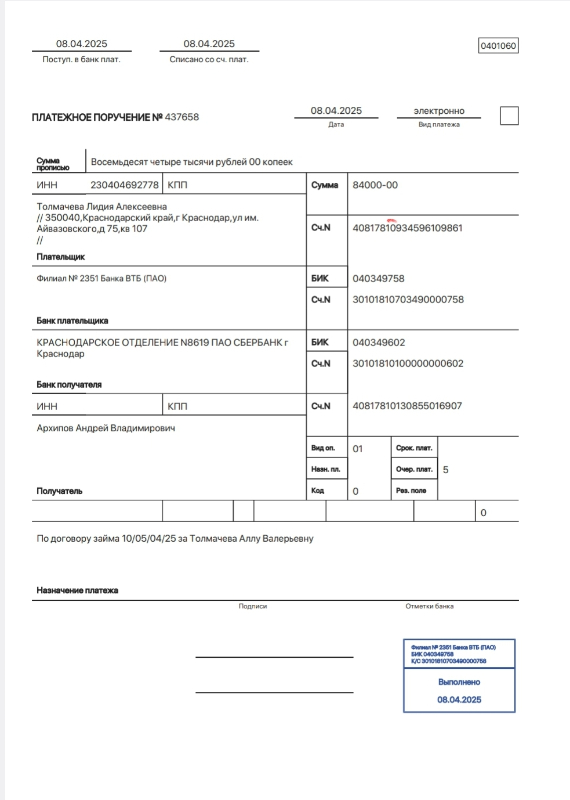 08.04.2025 08.04.2025 0401060
Поступ. в банк плат. Списано со сч. плат.
ПЛАТЕЖНОЕ ПОРУЧЕНИЕ № 437658 08.04.2025 электронно
Дата Вид платежа
Сумма прописью Восемьдесят четыре тысячи рублей 00 копеек
ИНН 230404692778 КПП Сумма 84000-00
Толмачева Лидия Алексеевна
// 350040,Краснодарский край,г Краснодар,ул им.
Айвазовского,д 75,кв 107 Сч.N 40817810934596109861
//
Плательщик
Филиал № 2351 Банка ВТБ (ПАО) БИК 040349758
Сч.N 30101810703490000758
Банк плательщика
КРАСНОДАРСКОЕ ОТДЕЛЕНИЕ N8619 ПАО СБЕРБАНК г БИК 040349602
Краснодар Сч.N 30101810100000000602
Банк получателя
ИНН КПП Сч.N 40817810130855016907
Архипов Андрей Владимирович
Вид оп. 01 Срок. плат.
Назн. пл. Очер. плат. 5
Получатель Код 0 Рез. поле
0
По договору займа 10/05/04/25 за Толмачева Аллу Валерьевну
Назначение платежа
Подписи Отметки банка
Филиал № 2351 Банка ВТБ (ПАО)
БИК 040349758
К/С 30101810703490000758
Выполнено
08.04.2025